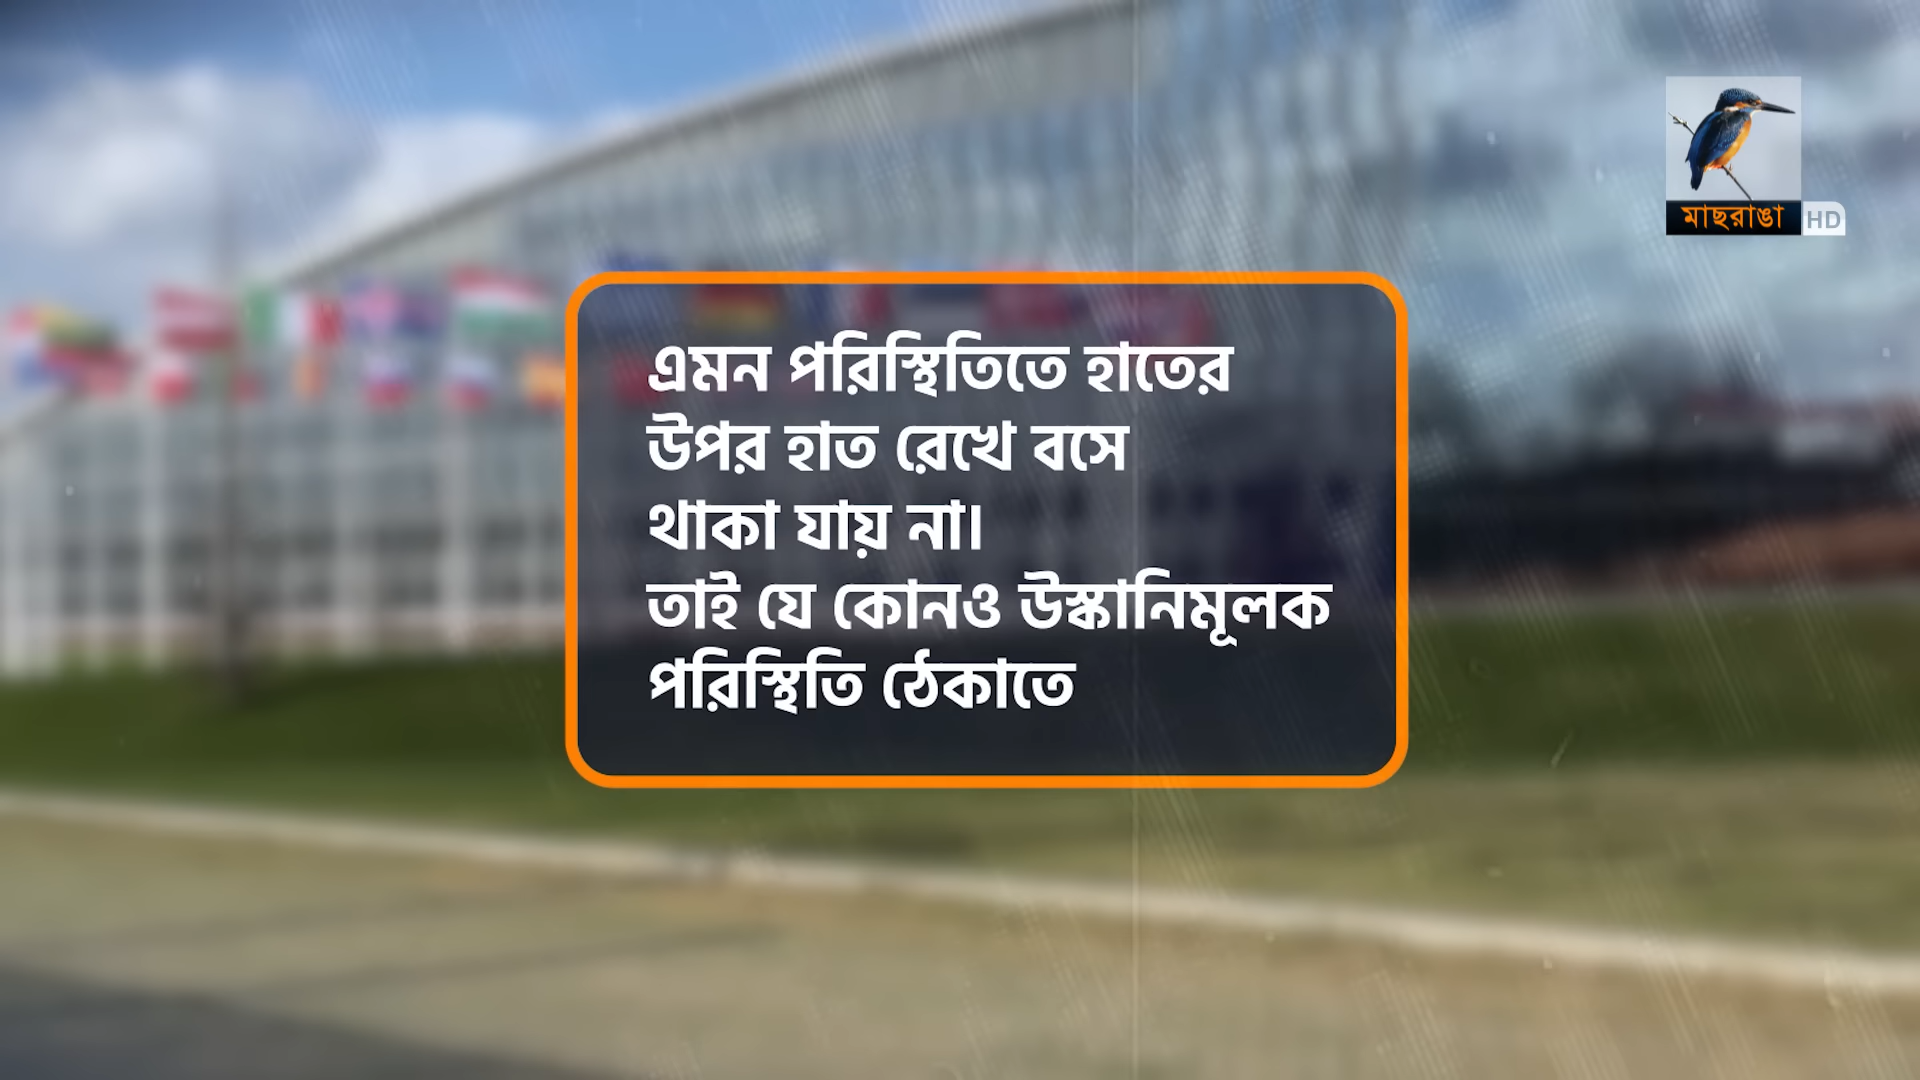 মাছরাঙা HD
এমন পরিস্থিতিতে হাতের
উপর হাত রেখে বসে
থাকা যায় না।
তাই যে কোনও উস্কানিমূলক
পরিস্থিতি ঠেকাতে